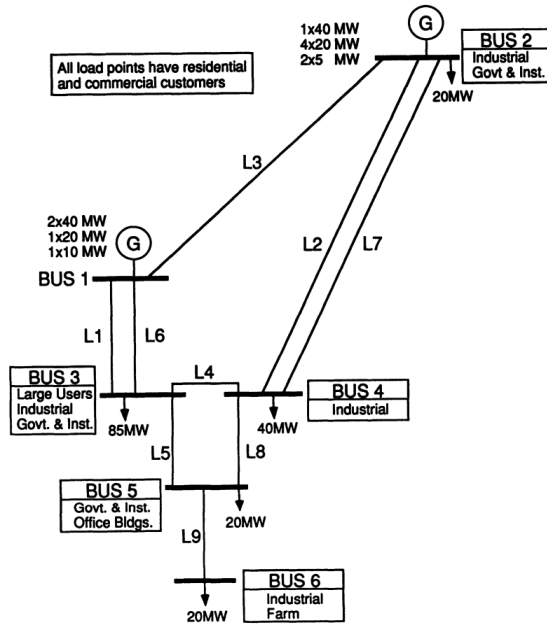 1x40 MW
4x20 MW
2x5 MW
G
BUS 2
Industrial
Govt & Inst.
20MW
All load points have residential
and commercial customers
L3
2x40 MW
1x20 MW
1x10 MW
G
L2
L7
BUS 1
L1
L6
L4
BUS 3
Large Users
Industrial
Govt. & Inst.
85MW
BUS 4
Industrial
40MW
L5
L8
BUS 5
Govt. & Inst.
Office Bldgs.
20MW
L9
BUS 6
Industrial
Farm
20MW